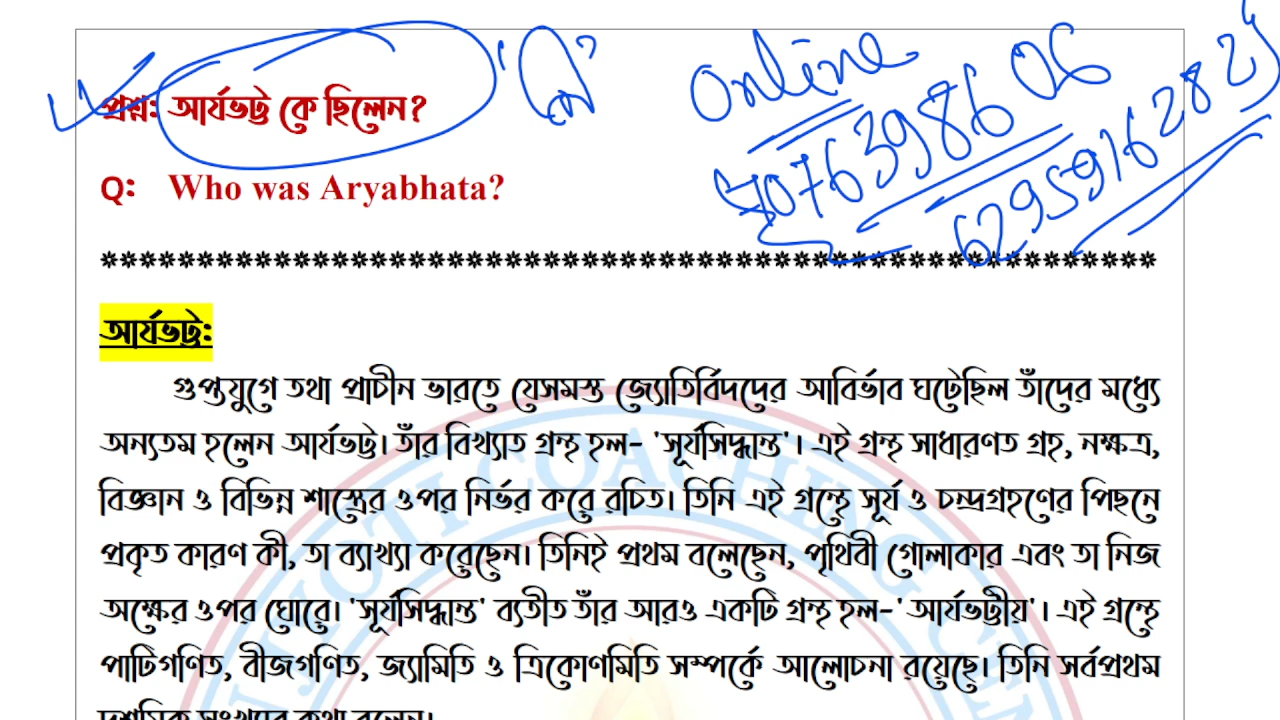 প্রশ্ন: আর্যভট্ট কে ছিলেন?
Online
7076398606
6295916282
Q: Who was Aryabhata?
************************************************************
আর্যভট্ট:
গুপ্তযুগে তথা প্রাচীন ভারতে যেসমস্ত জ্যোতির্বিদদের আবির্ভাব ঘটেছিল তাঁদের মধ্যে
অন্যতম হলেন আর্যভট্ট। তাঁর বিখ্যাত গ্রন্থ হল- 'সূর্যসিদ্ধান্ত'। এই গ্রন্থ সাধারণত গ্রহ, নক্ষত্র,
বিজ্ঞান ও বিভিন্ন শাস্ত্রের ওপর নির্ভর করে রচিত। তিনি এই গ্রন্থে সূর্য ও চন্দ্রগ্রহণের পিছনে
প্রকৃত কারণ কী, তা ব্যাখ্যা করেছেন। তিনিই প্রথম বলেছেন, পৃথিবী গোলাকার এবং তা নিজ
অক্ষের ওপর ঘোরে। 'সূর্যসিদ্ধান্ত' ব্যতীত তাঁর আরও একটি গ্রন্থ হল-'আর্যভট্টীয়'। এই গ্রন্থে
পাটিগণিত, বীজগণিত, জ্যামিতি ও ত্রিকোণমিতি সম্পর্কে আলোচনা রয়েছে। তিনি সর্বপ্রথম